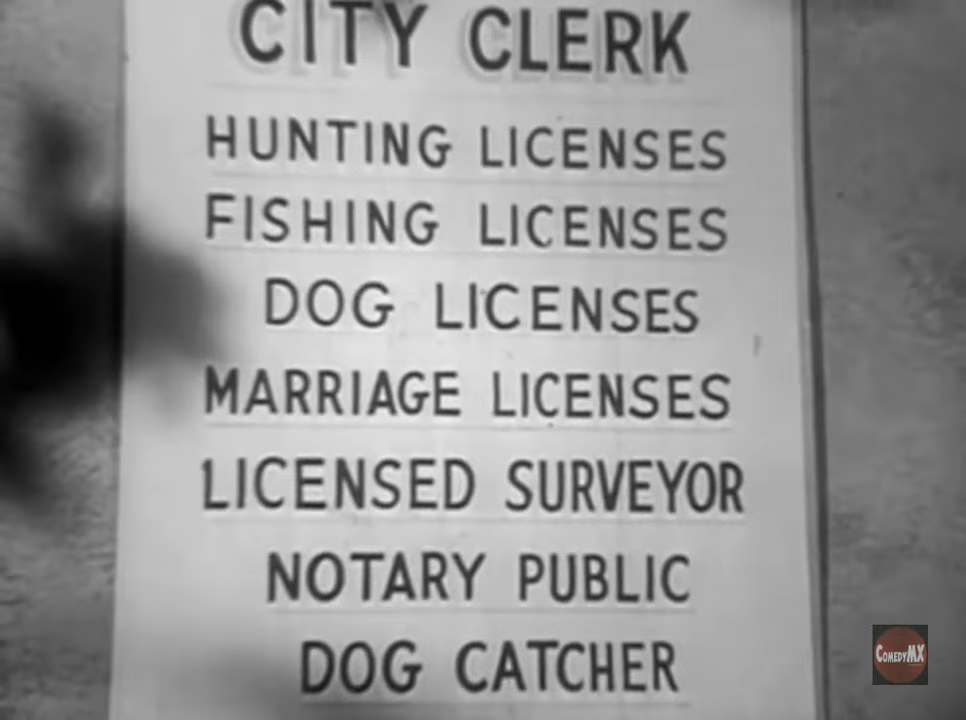 CITY CLERK
HUNTING LICENSES
FISHING LICENSES
DOG LICENSES
MARRIAGE LICENSES
LICENSED SURVEYOR
NOTARY PUBLIC
DOG CATCHER
COMEDYMX